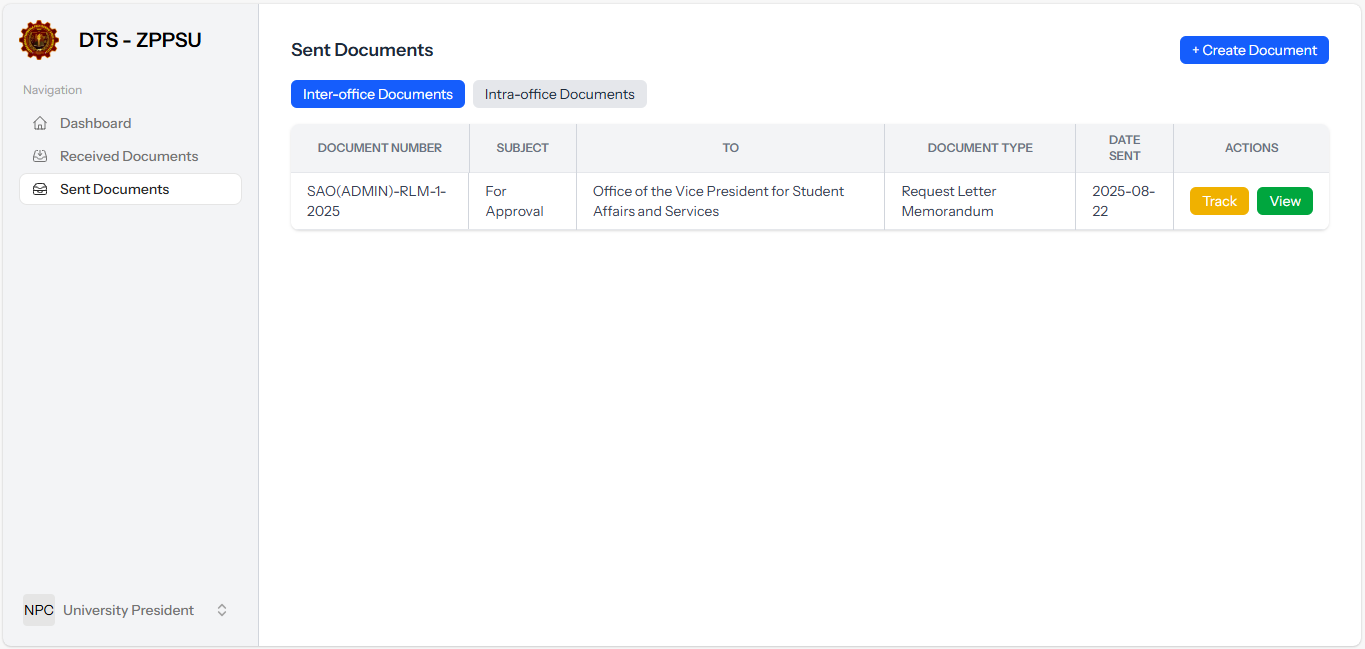 DTS - ZPPSU
Navigation
Dashboard
Received Documents
Sent Documents
NPC University President
Sent Documents
+ Create Document
Inter-office Documents
Intra-office Documents
DOCUMENT NUMBER
SUBJECT
TO
DOCUMENT TYPE
DATE
SENT
ACTIONS
SAO(ADMIN)-RLM-1-
2025
For
Approval
Office of the Vice President for Student
Affairs and Services
Request Letter
Memorandum
2025-08-
22
Track
View